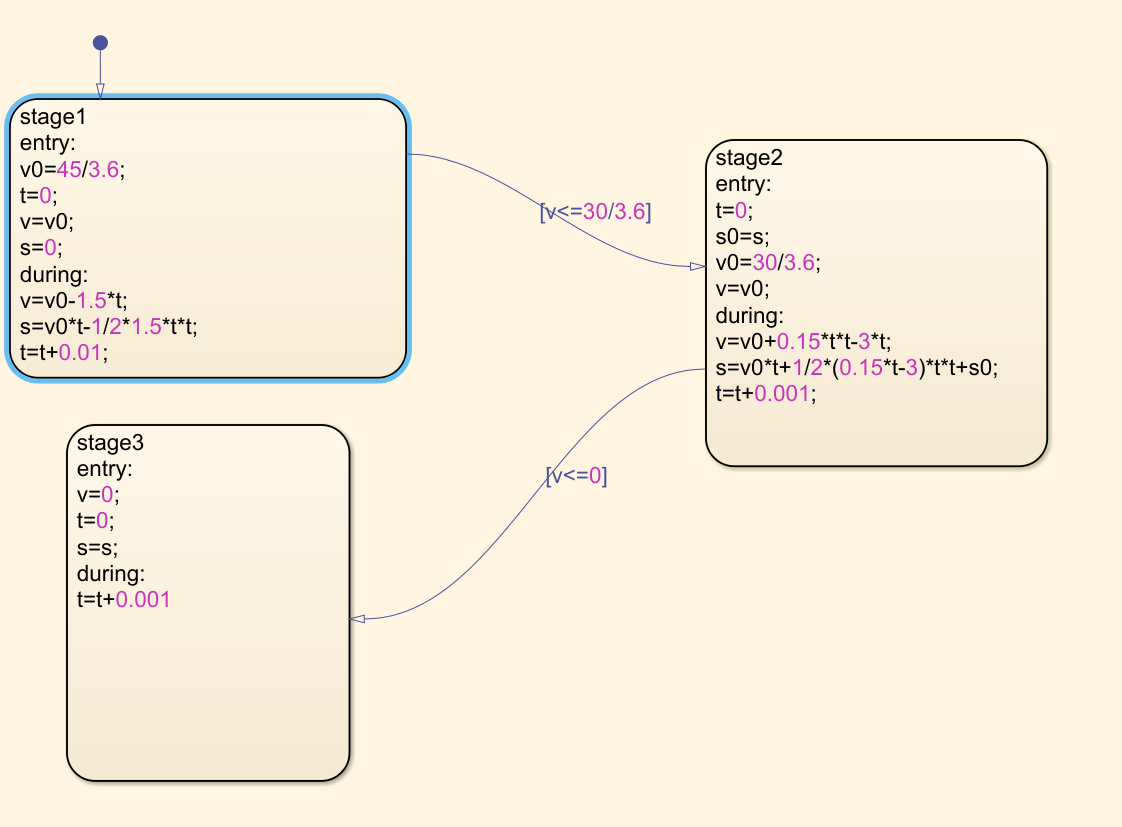 stage1
entry:
v0=45/3.6;
t=0;
v=v0;
s=0;
during:
v=v0-1.5*t;
s=v0*t-1/2*1.5*t*t;
t=t+0.01;
[v<=30/3.6]
stage2
entry:
t=0;
s0=s;
v0=30/3.6;
v=v0;
during:
v=v0+0.15*t*t-3*t;
s=v0*t+1/2*(0.15*t-3)*t*t+s0;
t=t+0.001;
[v<=0]
stage3
entry:
v=0;
t=0;
s=s;
during:
t=t+0.001